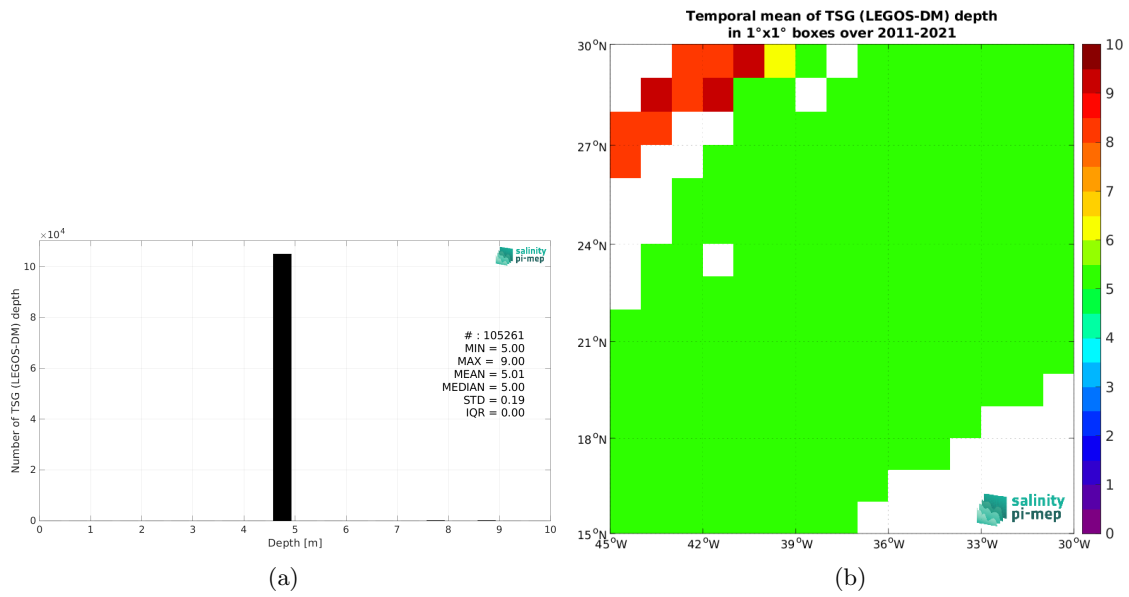 ×10⁴
10
8
6
4
2
0
Number of TSG (LEGOS-DM) depth
salinity
pi-mep
# : 105261
MIN = 5.00
MAX = 9.00
MEAN = 5.01
MEDIAN = 5.00
STD = 0.19
IQR = 0.00
0 1 2 3 4 5 6 7 8 9 10
Depth [m]
(a)
Temporal mean of TSG (LEGOS-DM) depth
in 1°x1° boxes over 2011-2021
30°N
27°N
24°N
21°N
18°N
15°N
45°W 42°W 39°W 36°W 33°W 30°W
salinity
pi-mep
10
9
8
7
6
5
4
3
2
1
0
(b)